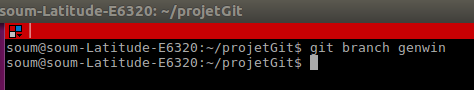 soum@soum-Latitude-E6320: ~/projetGit
soum@soum-Latitude-E6320:~/projetGit$ git branch genwin
soum@soum-Latitude-E6320:~/projetGit$